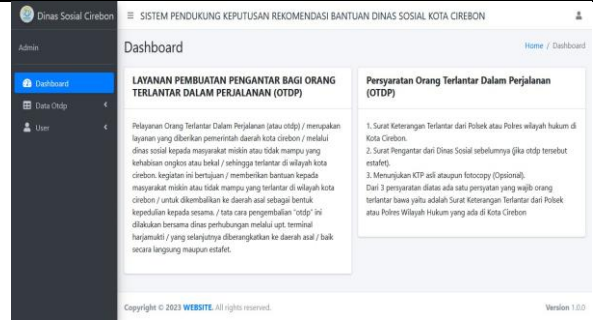 Dinas Sosial Cirebon
SISTEM PENDUKUNG KEPUTUSAN REKOMENDASI BANTUAN DINAS SOSIAL KOTA CIREBON
Admin
Dashboard
Home / Dashboard
Dashboard
Data Otdp
User
LAYANAN PEMBUATAN PENGANTAR BAGI ORANG
TERLANTAR DALAM PERJALANAN (OTDP)
Pelayanan Orang Terlantar Dalam Perjalanan (atau otdp) / merupakan
layanan yang diberikan pemerintah daerah kota cirebon / melalui
dinas sosial kepada masyarakat miskin atau tidak mampu yang
kehabisan ongkos atau bekal / sehingga terlantar di wilayah kota
cirebon. kegiatan ini bertujuan / memberikan bantuan kepada
masyarakat miskin atau tidak mampu yang terlantar di wilayah kota
cirebon / untuk dikembalikan ke daerah asal sebagai bentuk
kepedulian kepada sesama. / tata cara pengembalian "otdp" ini
dilakukan bersama dinas perhubungan melalui upt. terminal
harjamukti / yang selanjutnya diberangkatkan ke daerah asal / baik
secara langsung maupun estafet.
Persyaratan Orang Terlantar Dalam Perjalanan
(OTDP)
1. Surat Keterangan Terlantar dari Polsek atau Polres wilayah hukum di
Kota Cirebon.
2. Surat Pengantar dari Dinas Sosial sebelumnya (jika otdp tersebut
estafet).
3. Menunjukan KTP asli ataupun fotocopy (Opsional).
Dari 3 persyaratan diatas ada satu persyatan yang wajib orang
terlantar bawa yaitu adalah Surat Keterangan Terlantar dari Polsek
atau Polres Wilayah Hukum yang ada di Kota Cirebon
Copyright © 2023 WEBSITE. All rights reserved.
Version 1.0.0